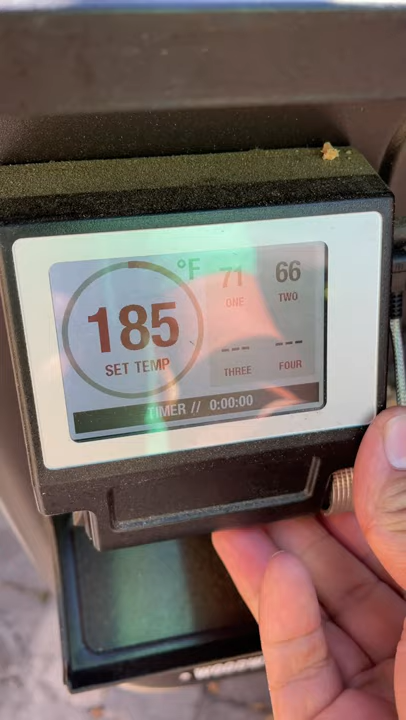 °F
185
SET TEMP
71
ONE
66
TWO
---
THREE
---
FOUR
TIMER // 0:00:00